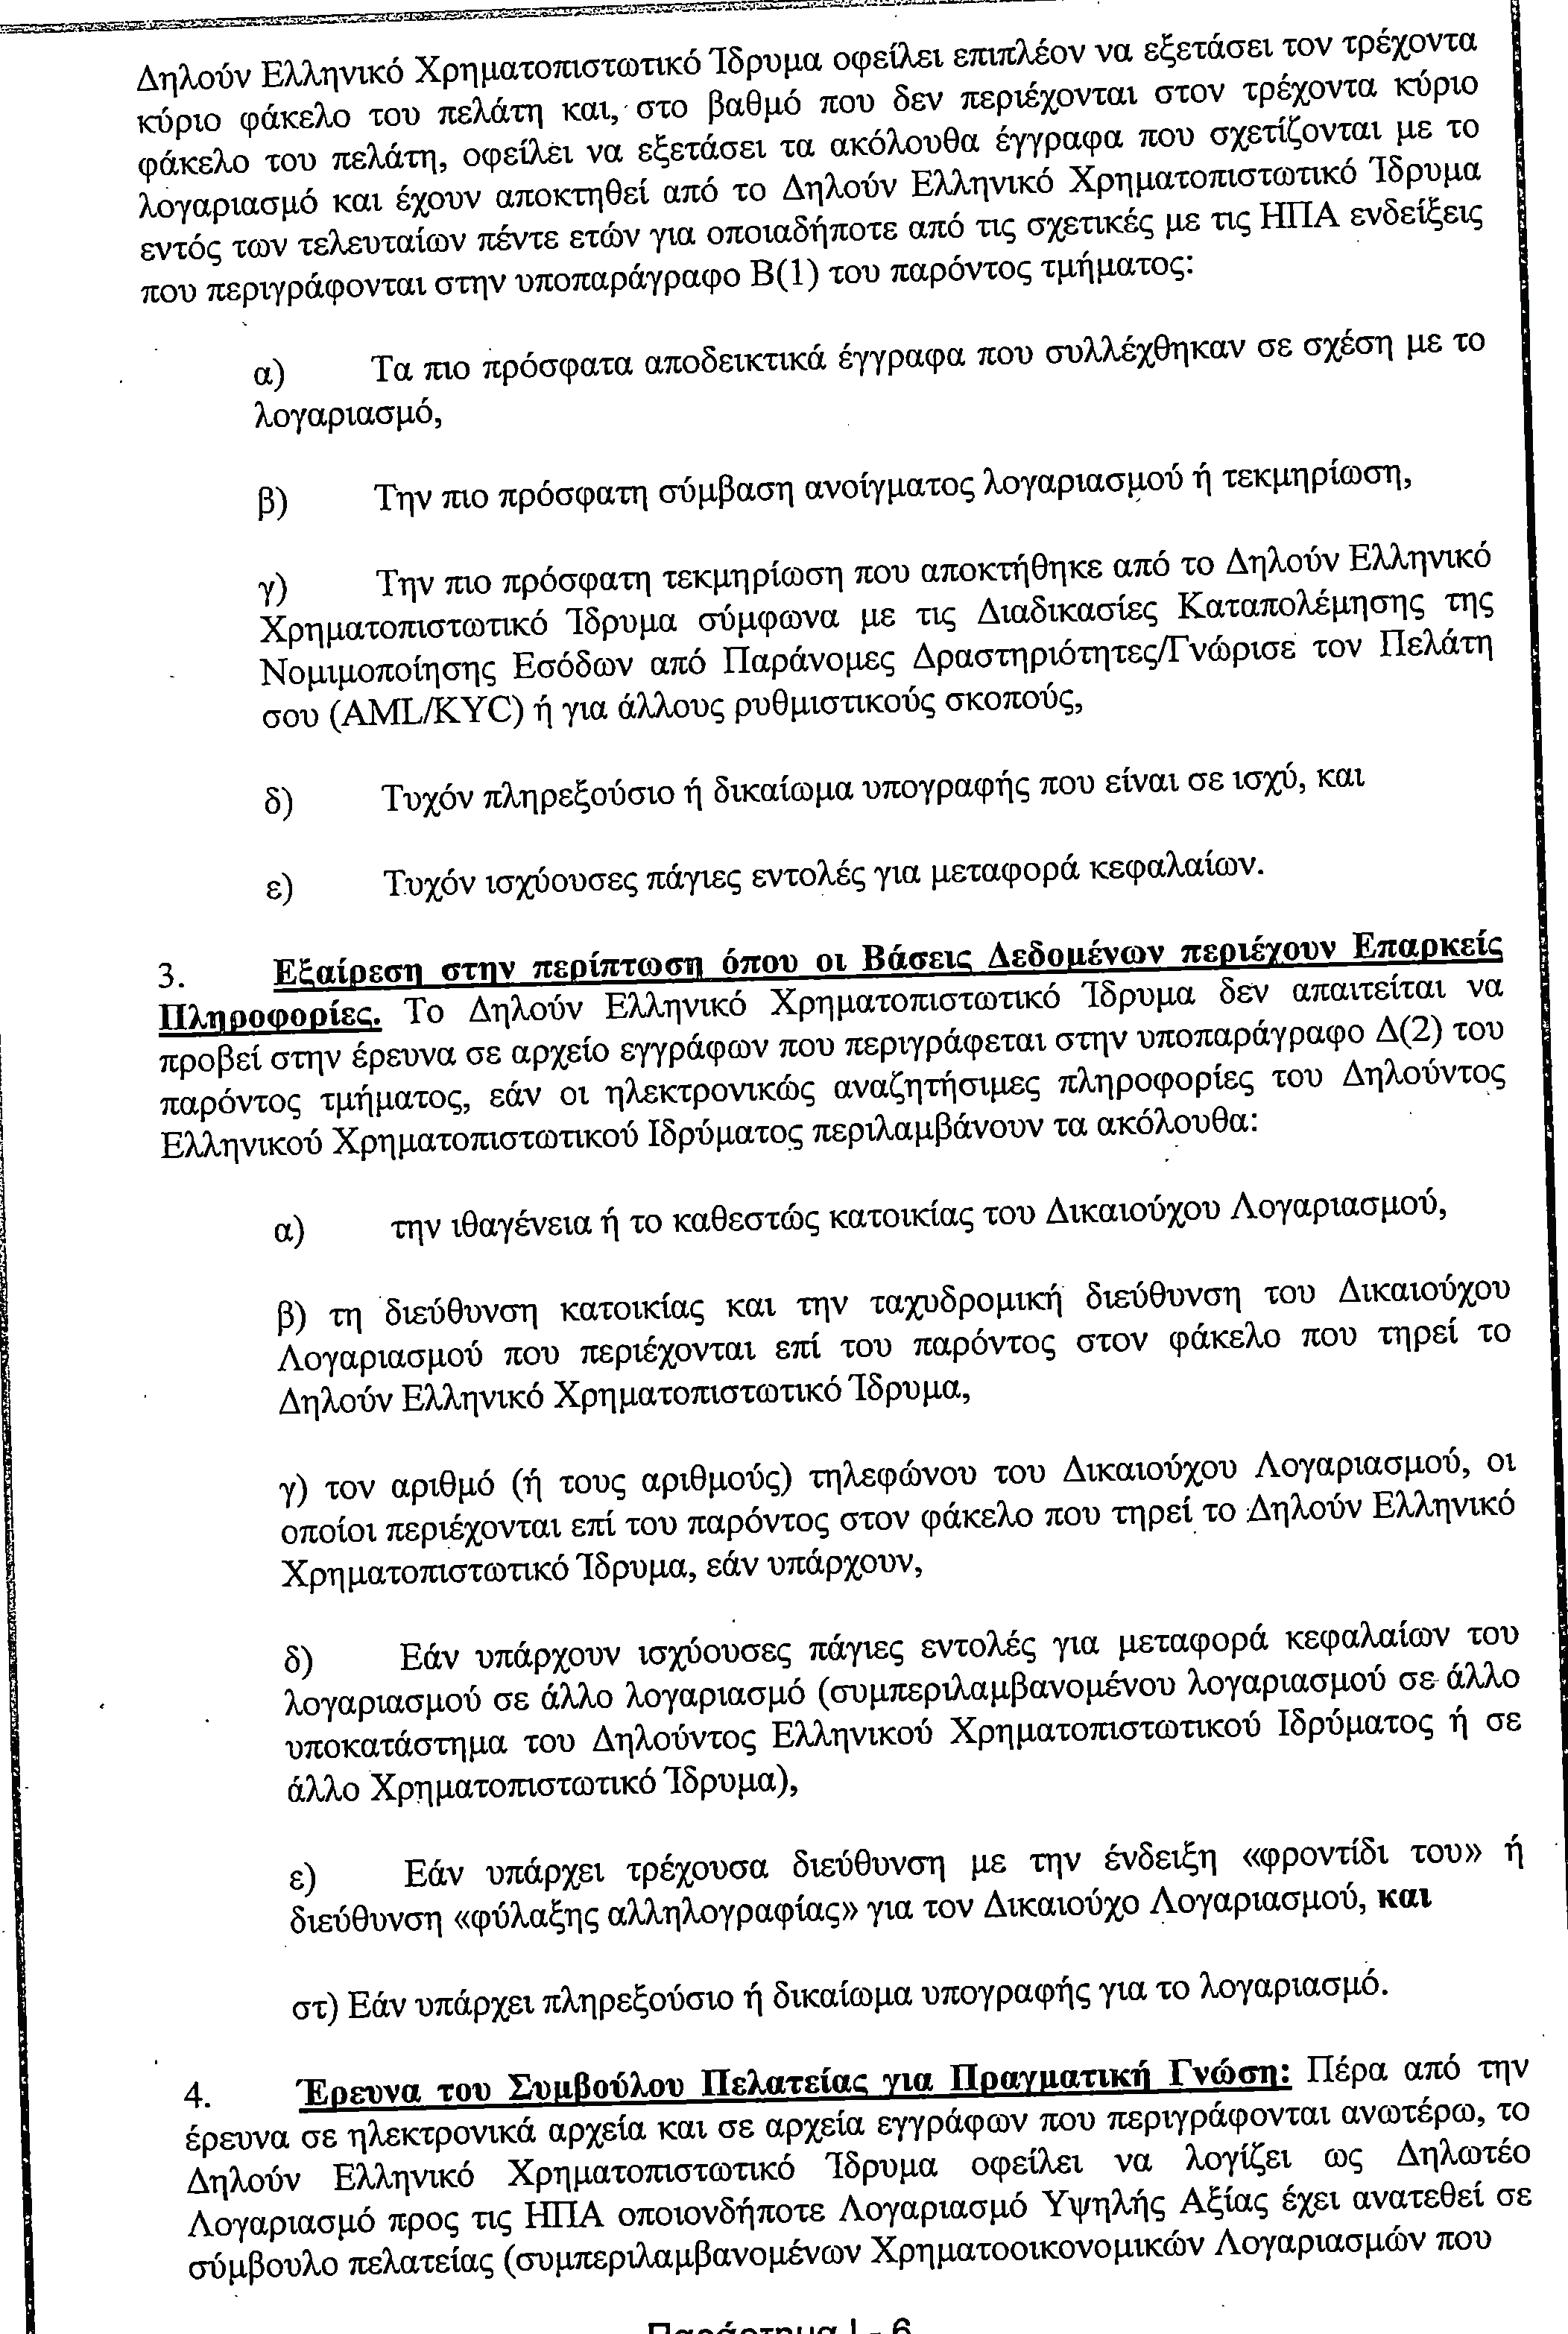 Δηλούν Ελληνικό Χρηματοπιστωτικό Ίδρυμα οφείλει επιπλέον να εξετάσει τον τρέχοντα
κύριο φάκελο του πελάτη και, στο βαθμό που δεν περιέχονται στον τρέχοντα κύριο
φάκελο του πελάτη, οφείλει να εξετάσει τα ακόλουθα έγγραφα που σχετίζονται με το
λογαριασμό και έχουν αποκτηθεί από το Δηλούν Ελληνικό Χρηματοπιστωτικό Ίδρυμα
εντός των τελευταίων πέντε ετών για οποιαδήποτε από τις σχετικές με τις ΗΠΑ ενδείξεις
που περιγράφονται στην υποπαράγραφο Β(1) του παρόντος τμήματος:
α) Τα πιο πρόσφατα αποδεικτικά έγγραφα που συλλέχθηκαν σε σχέση με το
λογαριασμό,
β) Την πιο πρόσφατη σύμβαση ανοίγματος λογαριασμού ή τεκμηρίωση,
γ) Την πιο πρόσφατη τεκμηρίωση που αποκτήθηκε από το Δηλούν Ελληνικό
Χρηματοπιστωτικό Ίδρυμα σύμφωνα με τις Διαδικασίες Καταπολέμησης της
Νομιμοποίησης Εσόδων από Παράνομες Δραστηριότητες/Γνώρισε τον Πελάτη
σου (AML/KYC) ή για άλλους ρυθμιστικούς σκοπούς,
δ) Τυχόν πληρεξούσιο ή δικαίωμα υπογραφής που είναι σε ισχύ, και
ε) Τυχόν ισχύουσες πάγιες εντολές για μεταφορά κεφαλαίων.
3. Εξαίρεση στην περίπτωση όπου οι Βάσεις Δεδομένων περιέχουν Επαρκείς
Πληροφορίες. Το Δηλούν Ελληνικό Χρηματοπιστωτικό Ίδρυμα δεν απαιτείται να
προβεί στην έρευνα σε αρχείο εγγράφων που περιγράφεται στην υποπαράγραφο Δ(2) του
παρόντος τμήματος, εάν οι ηλεκτρονικώς αναζητήσιμες πληροφορίες του Δηλούντος
Ελληνικού Χρηματοπιστωτικού Ιδρύματος περιλαμβάνουν τα ακόλουθα:
α) την ιθαγένεια ή το καθεστώς κατοικίας του Δικαιούχου Λογαριασμού,
β) τη διεύθυνση κατοικίας και την ταχυδρομική διεύθυνση του Δικαιούχου
Λογαριασμού που περιέχονται επί του παρόντος στον φάκελο που τηρεί το
Δηλούν Ελληνικό Χρηματοπιστωτικό Ίδρυμα,
γ) τον αριθμό (ή τους αριθμούς) τηλεφώνου του Δικαιούχου Λογαριασμού, οι
οποίοι περιέχονται επί του παρόντος στον φάκελο που τηρεί το Δηλούν Ελληνικό
Χρηματοπιστωτικό Ίδρυμα, εάν υπάρχουν,
δ) Εάν υπάρχουν ισχύουσες πάγιες εντολές για μεταφορά κεφαλαίων του
λογαριασμού σε άλλο λογαριασμό (συμπεριλαμβανομένου λογαριασμού σε άλλο
υποκατάστημα του Δηλούντος Ελληνικού Χρηματοπιστωτικού Ιδρύματος ή σε
άλλο Χρηματοπιστωτικό Ίδρυμα),
ε) Εάν υπάρχει τρέχουσα διεύθυνση με την ένδειξη «φροντίδι του» ή
διεύθυνση «φύλαξης αλληλογραφίας» για τον Δικαιούχο Λογαριασμού, και
στ) Εάν υπάρχει πληρεξούσιο ή δικαίωμα υπογραφής για το λογαριασμό.
4. Έρευνα του Συμβούλου Πελατείας για Πραγματική Γνώση: Πέρα από την
έρευνα σε ηλεκτρονικά αρχεία και σε αρχεία εγγράφων που περιγράφονται ανωτέρω, το
Δηλούν Ελληνικό Χρηματοπιστωτικό Ίδρυμα οφείλει να λογίζει ως Δηλωτέο
Λογαριασμό προς τις ΗΠΑ οποιονδήποτε Λογαριασμό Υψηλής Αξίας έχει ανατεθεί σε
σύμβουλο πελατείας (συμπεριλαμβανομένων Χρηματοοικονομικών Λογαριασμών που
Παράρτημα Ι - 6